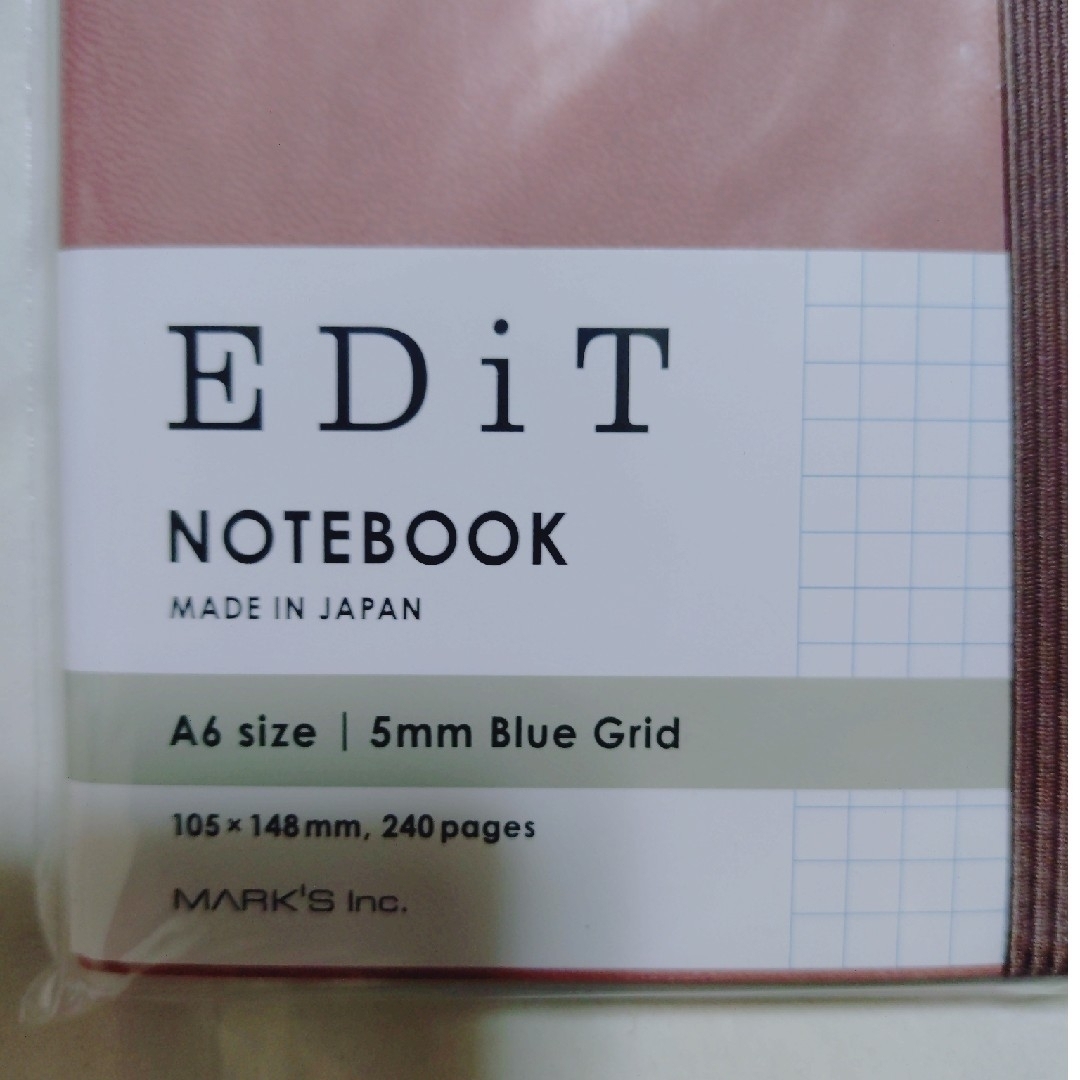 EDiT
NOTEBOOK
MADE IN JAPAN
A6 size | 5mm Blue Grid
105×148mm, 240pages
MARK'S Inc.